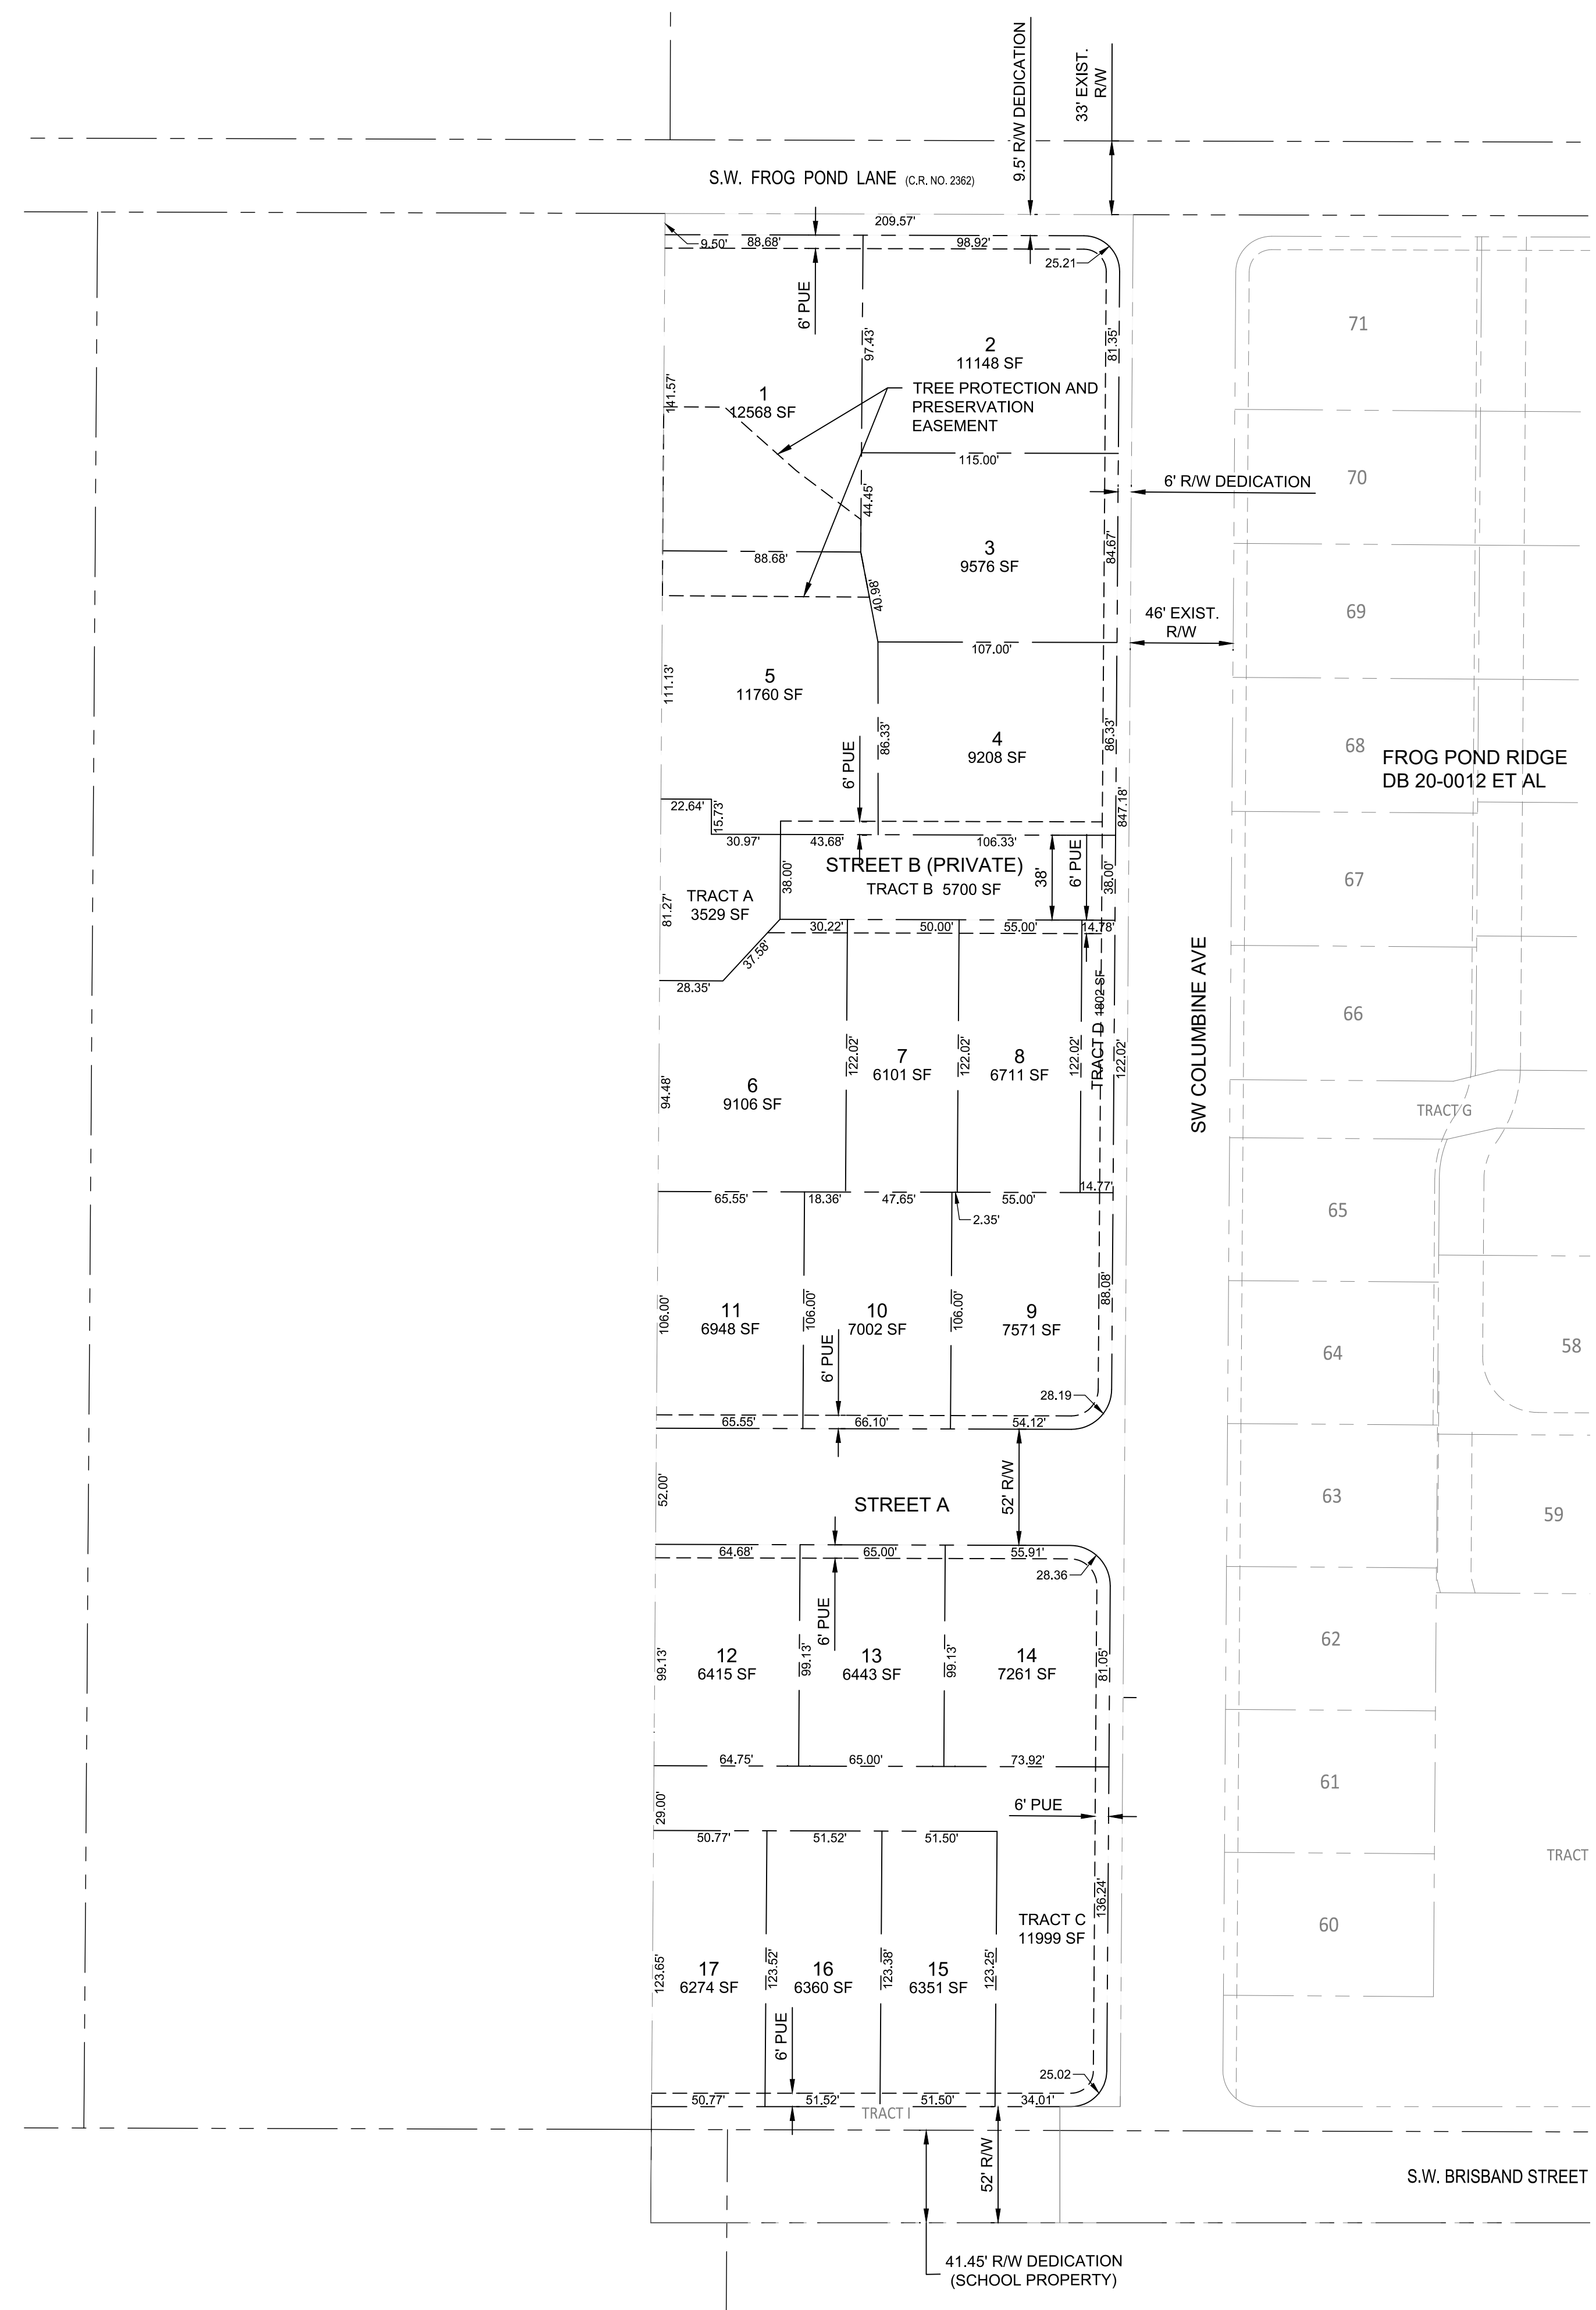 9.5' R/W DEDICATION
33' EXIST.
R/W
S.W. FROG POND LANE (C.R. NO. 2362)
209.57'
9.50'
88.68'
98.92'
25.21
6' PUE
97.43'
81.35'
2
11148 SF
71
141.57'
1
12568 SF
TREE PROTECTION AND
PRESERVATION
EASEMENT
115.00'
44.45'
6' R/W DEDICATION
70
3
9576 SF
84.67'
88.68'
40.98'
46' EXIST.
R/W
69
107.00'
111.13'
5
11760 SF
86.33'
4
9208 SF
86.33'
6' PUE
68
FROG POND RIDGE
DB 20-0012 ET AL
22.64'
15.73'
847.18'
30.97'
43.68'
106.33'
STREET B (PRIVATE)
TRACT B 5700 SF
38.00'
38'
6' PUE
38.00'
67
TRACT A
3529 SF
81.27'
30.22'
50.00'
55.00'
14.78'
37.58'
28.35'
SW COLUMBINE AVE
66
TRACT D 1802 SF
122.02'
7
6101 SF
122.02'
8
6711 SF
122.02'
122.02'
94.48'
6
9106 SF
TRACT G
65.55'
18.36'
47.65'
55.00'
14.77'
2.35'
65
106.00'
11
6948 SF
106.00'
10
7002 SF
106.00'
9
7571 SF
88.08'
6' PUE
64
58
28.19
65.55'
66.10'
54.12'
52.00'
STREET A
52' R/W
63
59
64.68'
65.00'
55.91'
28.36
6' PUE
99.13'
12
6415 SF
99.13'
13
6443 SF
99.13'
14
7261 SF
81.05'
62
64.75'
65.00'
73.92'
61
29.00'
6' PUE
50.77'
51.52'
51.50'
TRACT
136.24'
TRACT C
11999 SF
60
123.65'
17
6274 SF
123.52'
16
6360 SF
123.38'
15
6351 SF
123.25'
6' PUE
25.02
50.77'
51.52'
51.50'
34.01'
TRACT I
52' R/W
S.W. BRISBAND STREET
41.45' R/W DEDICATION
(SCHOOL PROPERTY)